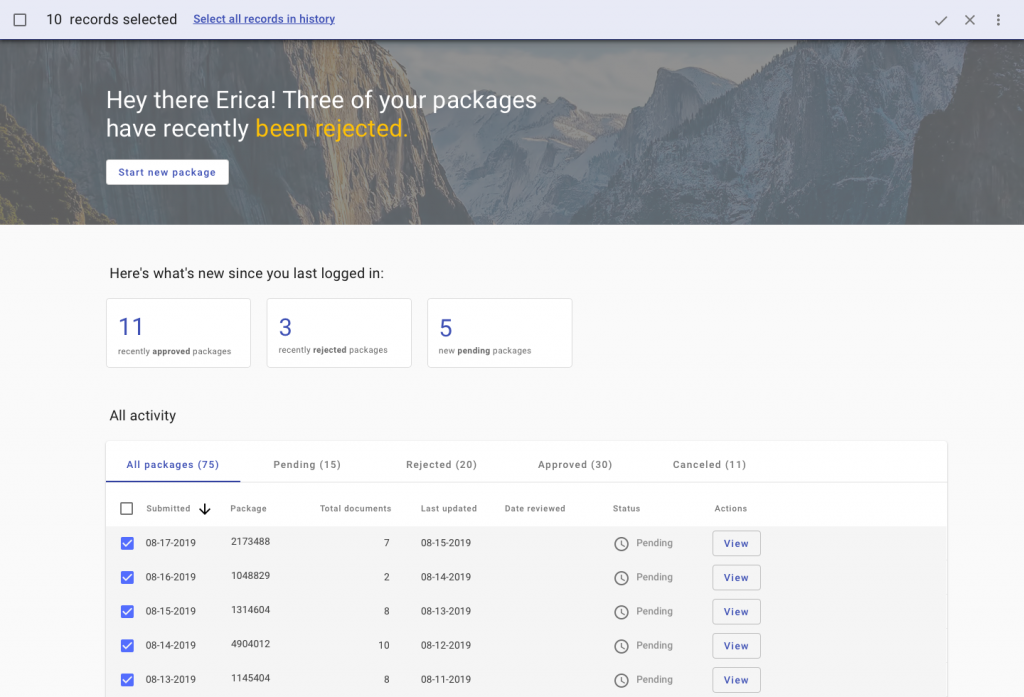 10 records selected Select all records in history
Hey there Erica! Three of your packages
have recently been rejected.
Start new package
Here's what's new since you last logged in:
11 3 5
recently approved packages recently rejected packages new pending packages
All activity
All packages (75) Pending (15) Rejected (20) Approved (30) Canceled (11)
Submitted Package Total documents Last updated Date reviewed Status Actions
08-17-2019 2173488 7 08-15-2019 Pending View
08-16-2019 1048829 2 08-14-2019 Pending View
08-15-2019 1314604 8 08-13-2019 Pending View
08-14-2019 4904012 10 08-12-2019 Pending View
08-13-2019 1145404 8 08-11-2019 Pending View